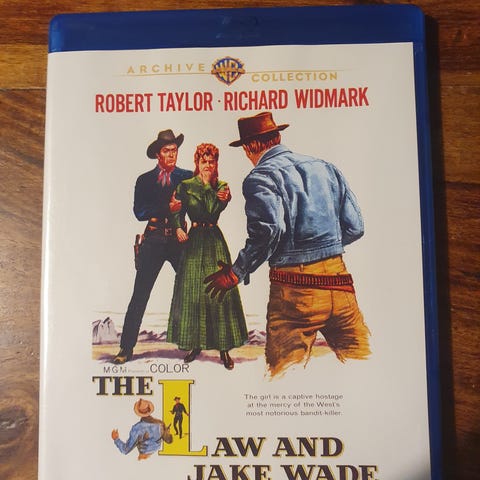 ARCHIVE WB COLLECTION
ROBERT TAYLOR · RICHARD WIDMARK
MGM COLOR
The girl is a captive hostage
at the mercy of the West's
most notorious bandit-killer.
THE
LAW AND
JAKE WADE